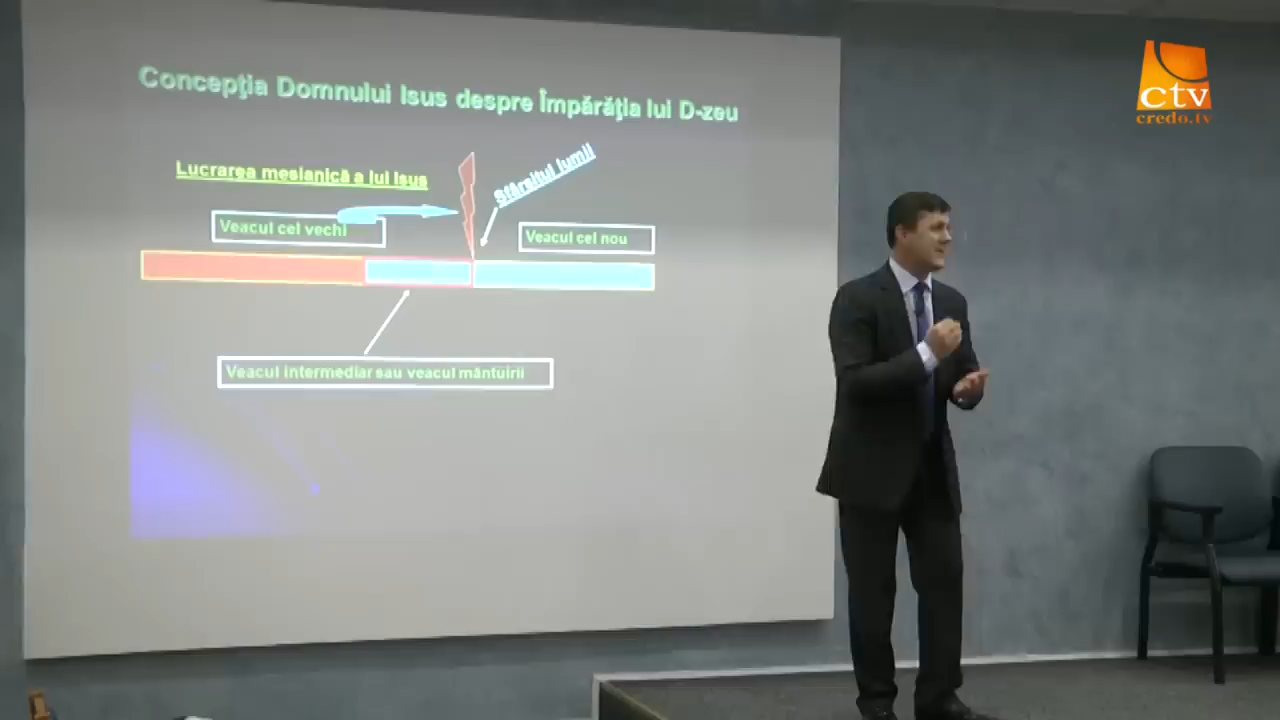 Concepţia Domnului Isus despre Împărăţia lui D-zeu
Lucrarea mesianică a lui Isus
Sfârsitul lumii
Veacul cel vechi
Veacul cel nou
Veacul intermediar sau veacul mântuirii
ctv
credo.tv